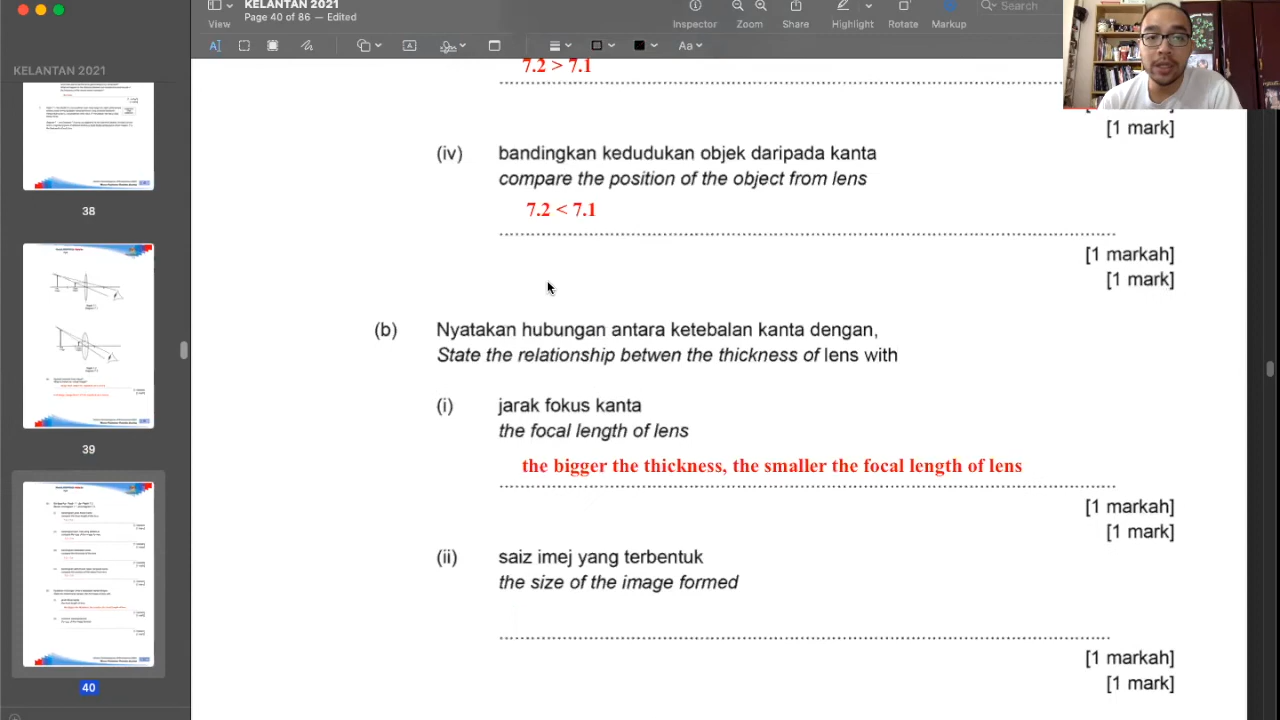 KELANTAN 2021
Page 40 of 86 — Edited
View
Inspector
Zoom
Share
Highlight
Rotate
Markup
Search
Aa
KELANTAN 2021
38
39
40
7.2 > 7.1
[1 mark]
(iv) bandingkan kedudukan objek daripada kanta
compare the position of the object from lens
7.2 < 7.1
[1 markah]
[1 mark]
(b) Nyatakan hubungan antara ketebalan kanta dengan,
State the relationship betwen the thickness of lens with
(i) jarak fokus kanta
the focal length of lens
the bigger the thickness, the smaller the focal length of lens
[1 markah]
[1 mark]
(ii) saiz imej yang terbentuk
the size of the image formed
[1 markah]
[1 mark]